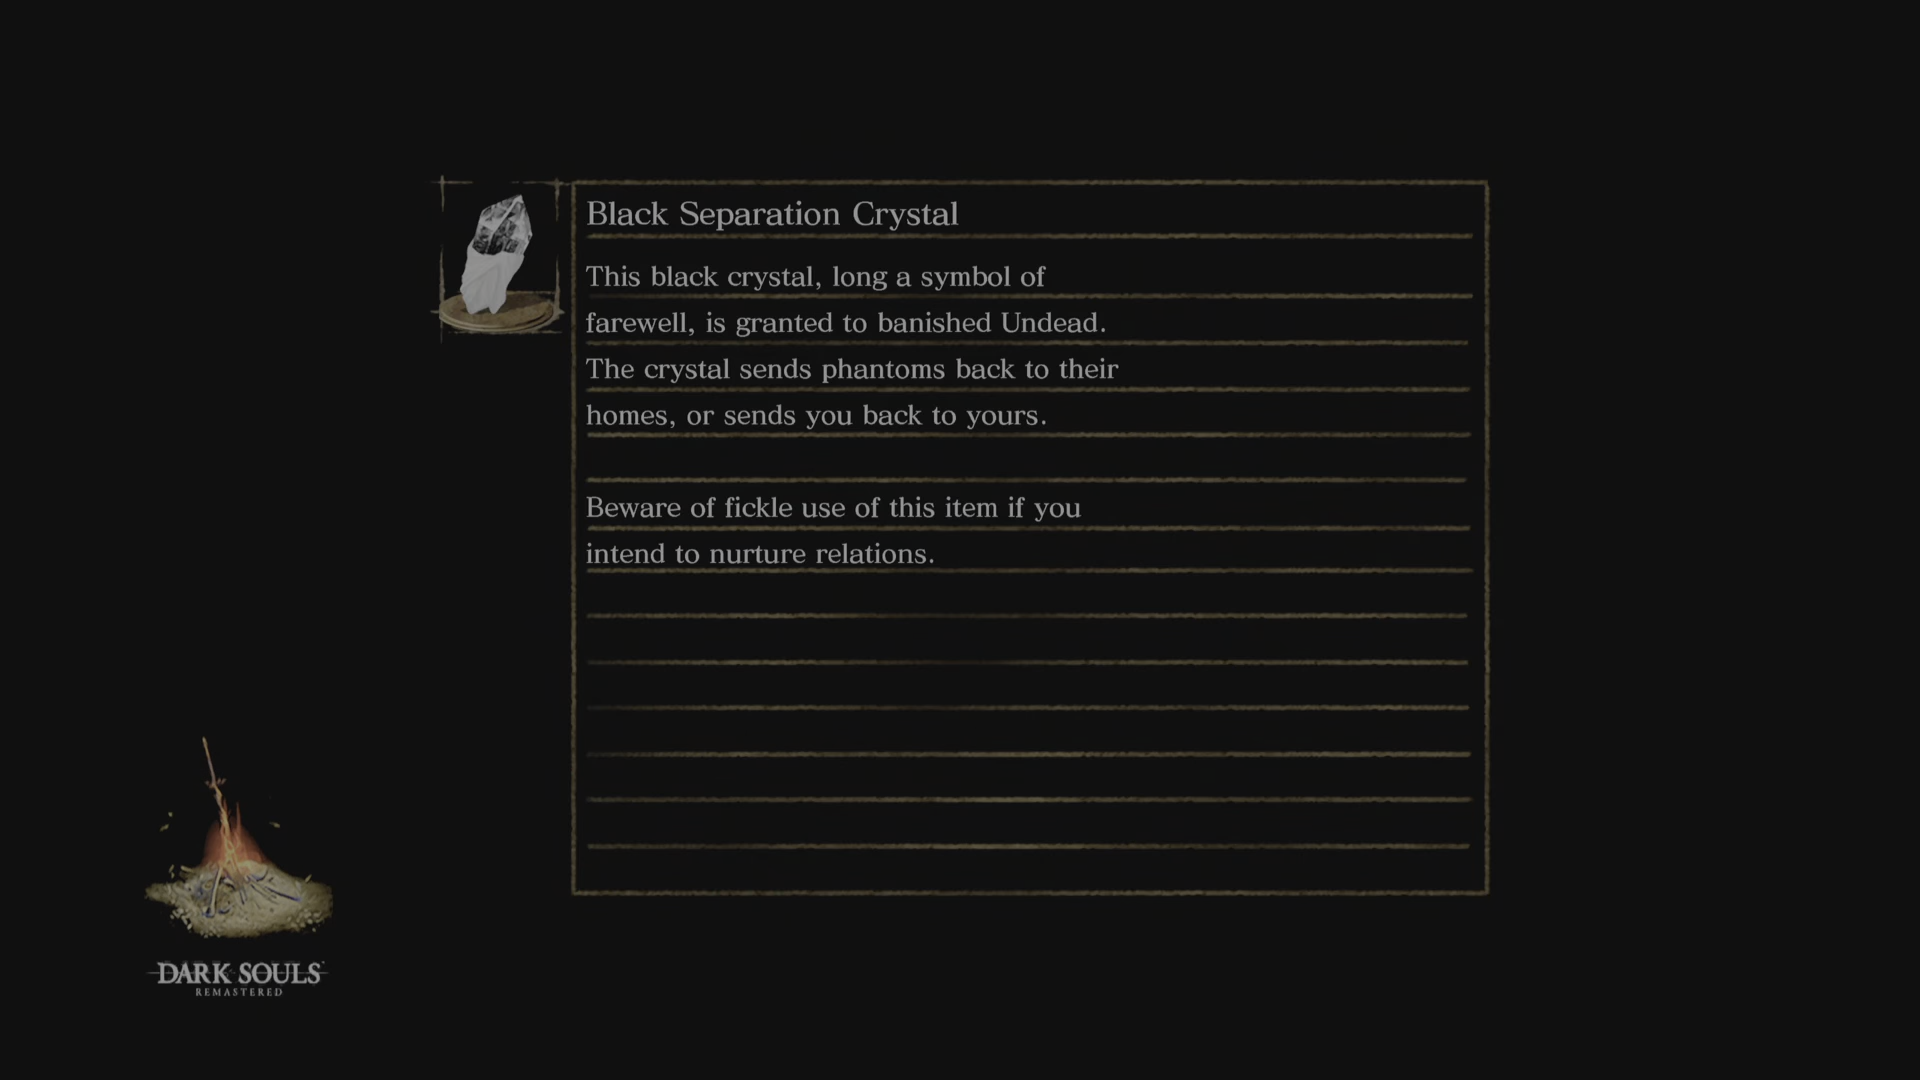 Black Separation Crystal
This black crystal, long a symbol of
farewell, is granted to banished Undead.
The crystal sends phantoms back to their
homes, or sends you back to yours.
Beware of fickle use of this item if you
intend to nurture relations.
DARK SOULS
REMASTERED